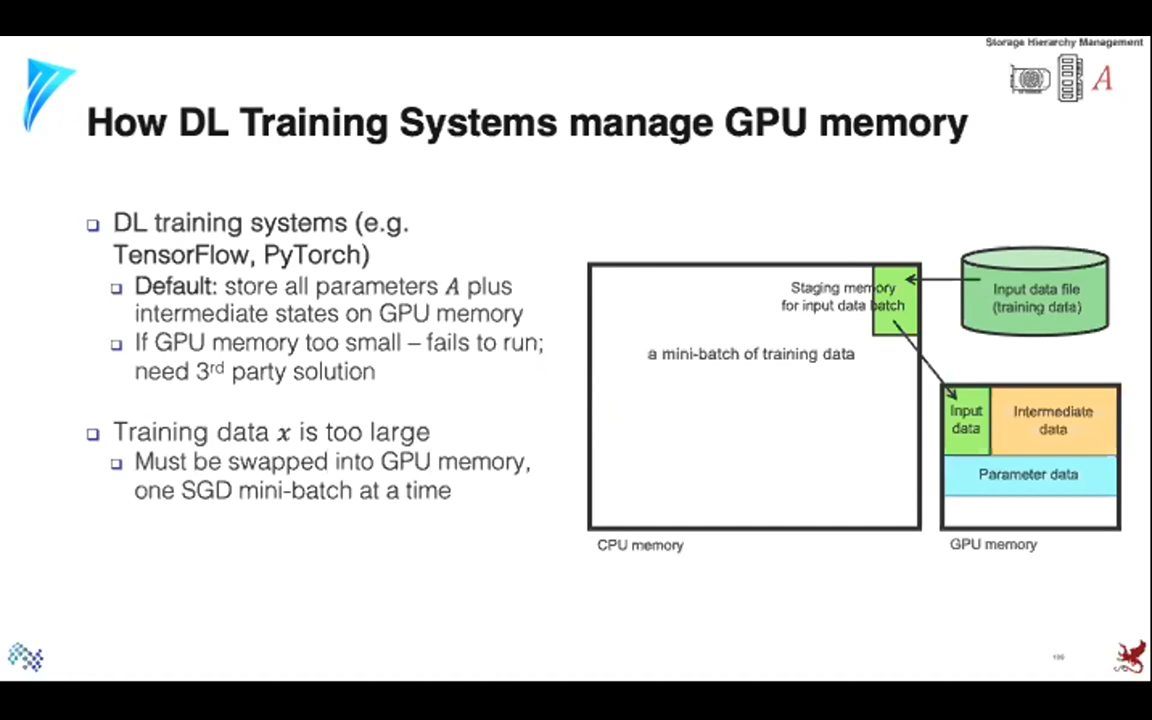 Storage Hierarchy Management
A
How DL Training Systems manage GPU memory
❑ DL training systems (e.g.
TensorFlow, PyTorch)
❑ Default: store all parameters A plus
intermediate states on GPU memory
❑ If GPU memory too small – fails to run;
need 3rd party solution
❑ Training data x is too large
❑ Must be swapped into GPU memory,
one SGD mini-batch at a time
Staging memory
for input data batch
a mini-batch of training data
CPU memory
Input data file
(training data)
Input
data
Intermediate
data
Parameter data
GPU memory